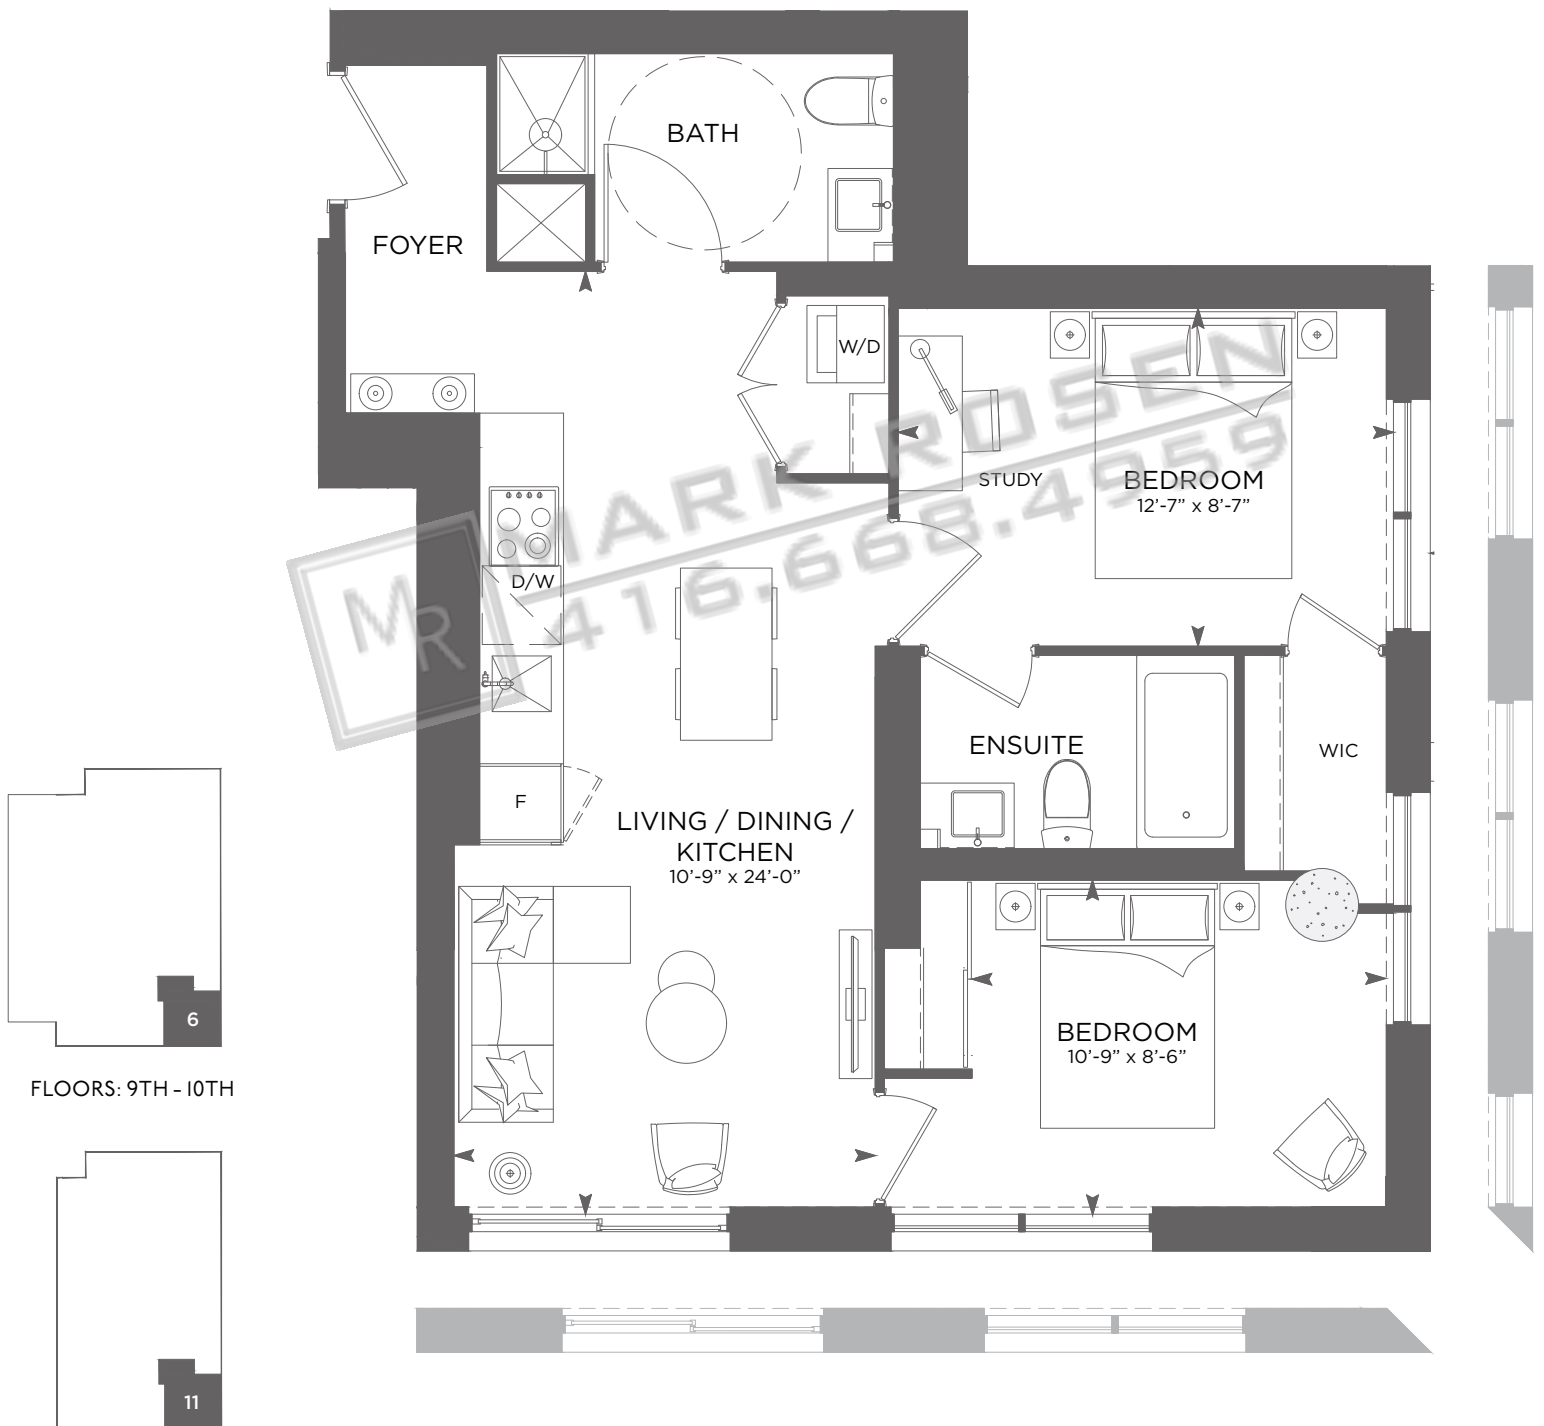 BATH
FOYER
W/D
STUDY
BEDROOM
12'-7" x 8'-7"
MARK ROSEN
416.668.4959
MR
D/W
ENSUITE
WIC
F
LIVING / DINING /
KITCHEN
10'-9" x 24'-0"
BEDROOM
10'-9" x 8'-6"
6
FLOORS: 9TH - 10TH
11